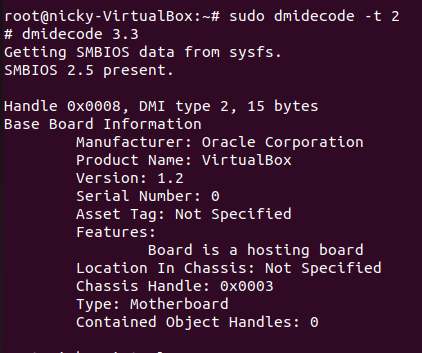 root@nicky-VirtualBox:~# sudo dmidecode -t 2
# dmidecode 3.3
Getting SMBIOS data from sysfs.
SMBIOS 2.5 present.
Handle 0x0008, DMI type 2, 15 bytes
Base Board Information
Manufacturer: Oracle Corporation
Product Name: VirtualBox
Version: 1.2
Serial Number: 0
Asset Tag: Not Specified
Features:
Board is a hosting board
Location In Chassis: Not Specified
Chassis Handle: 0x0003
Type: Motherboard
Contained Object Handles: 0